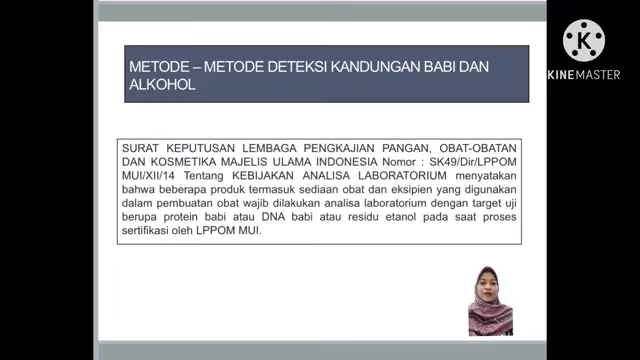 METODE – METODE DETEKSI KANDUNGAN BABI DAN
ALKOHOL
KINEMASTER
SURAT KEPUTUSAN LEMBAGA PENGKAJIAN PANGAN, OBAT-OBATAN
DAN KOSMETIKA MAJELIS ULAMA INDONESIA Nomor : SK49/Dir/LPPOM
MUI/XII/14 Tentang KEBIJAKAN ANALISA LABORATORIUM menyatakan
bahwa beberapa produk termasuk sediaan obat dan eksipien yang digunakan
dalam pembuatan obat wajib dilakukan analisa laboratorium dengan target uji
berupa protein babi atau DNA babi atau residu etanol pada saat proses
sertifikasi oleh LPPOM MUI.